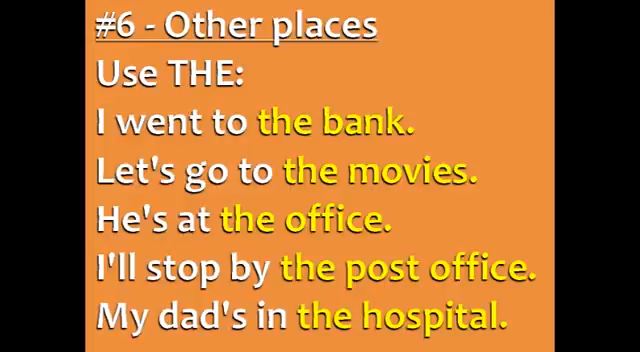 #6 - Other places
Use THE:
I went to the bank.
Let's go to the movies.
He's at the office.
I'll stop by the post office.
My dad's in the hospital.